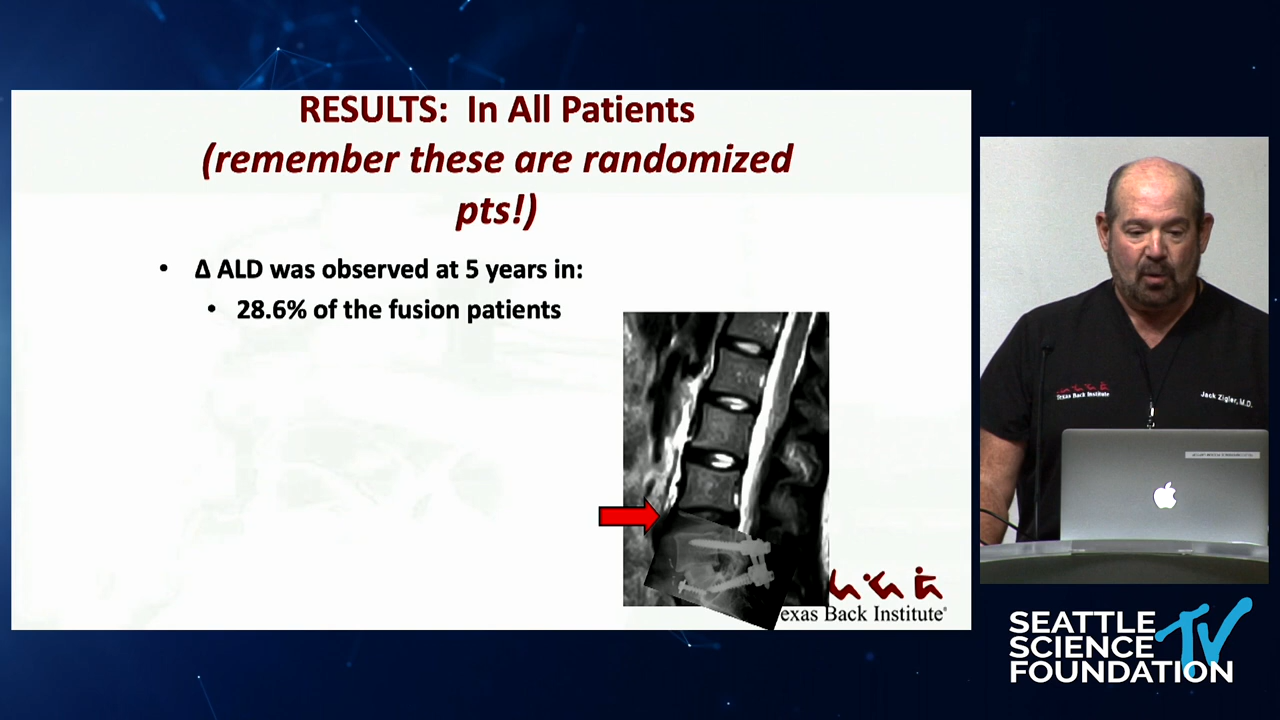 RESULTS: In All Patients
(remember these are randomized
pts!)
• Δ ALD was observed at 5 years in:
• 28.6% of the fusion patients
exas Back Institute®
Texas Back Institute
Jack Zigler, M.D.
SEATTLE
SCIENCE TV
FOUNDATION